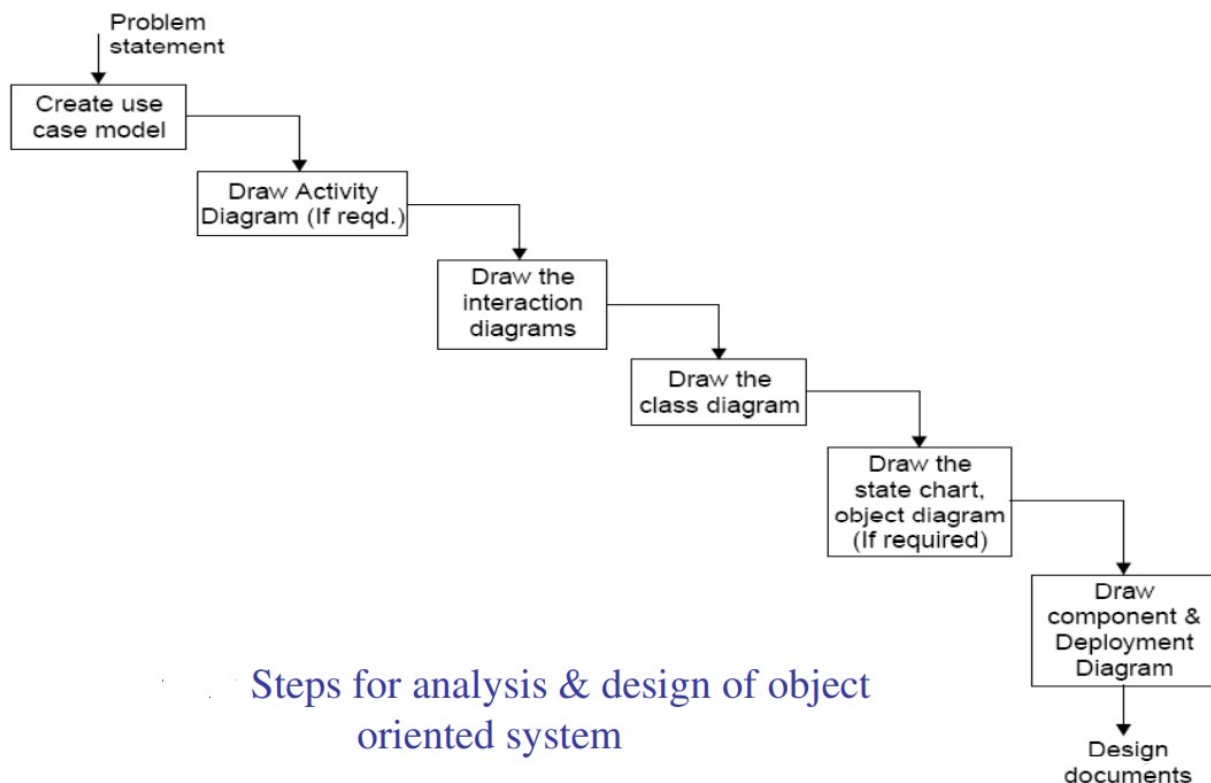 Problem
statement
Create use
case model
Draw Activity
Diagram (If reqd.)
Draw the
interaction
diagrams
Draw the
class diagram
Draw the
state chart,
object diagram
(If required)
Draw
component &
Deployment
Diagram
Design
documents
Steps for analysis & design of object
oriented system